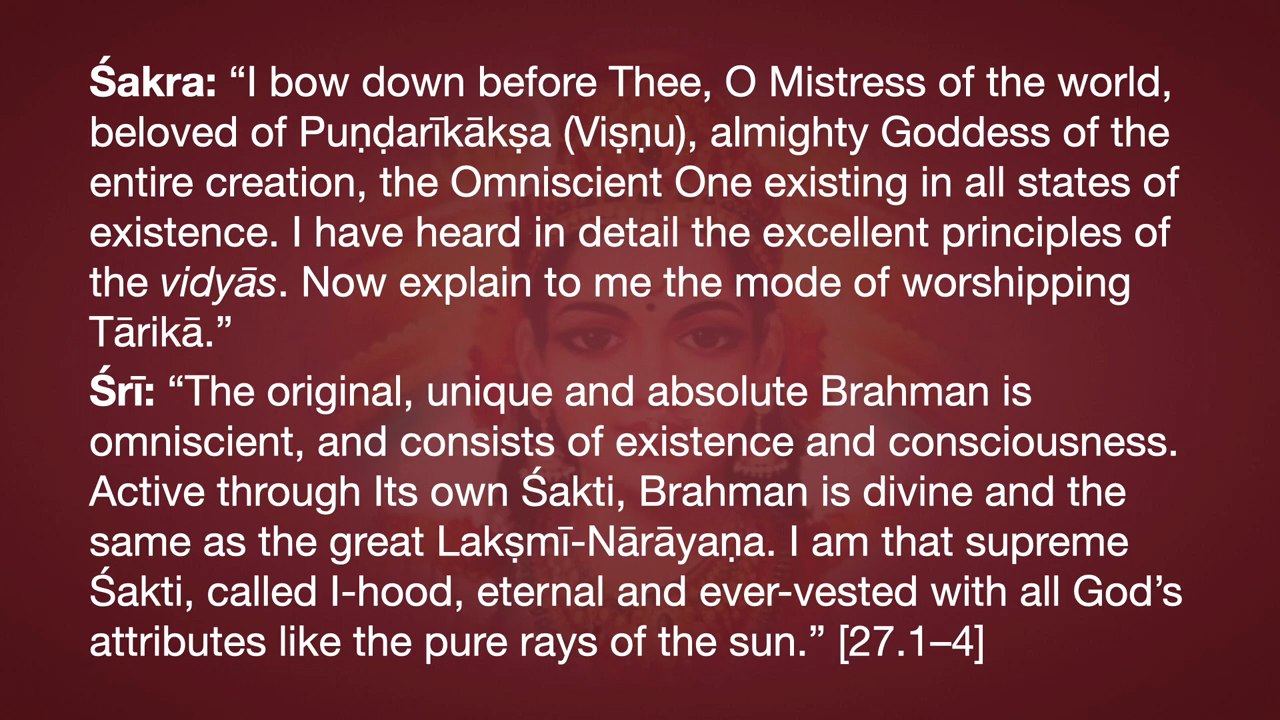 Śakra: “I bow down before Thee, O Mistress of the world,
beloved of Puṇḍarīkākṣa (Viṣṇu), almighty Goddess of the
entire creation, the Omniscient One existing in all states of
existence. I have heard in detail the excellent principles of
the vidyās. Now explain to me the mode of worshipping
Tārikā.”
Śrī: “The original, unique and absolute Brahman is
omniscient, and consists of existence and consciousness.
Active through Its own Śakti, Brahman is divine and the
same as the great Lakṣmī-Nārāyaṇa. I am that supreme
Śakti, called I-hood, eternal and ever-vested with all God’s
attributes like the pure rays of the sun.” [27.1–4]